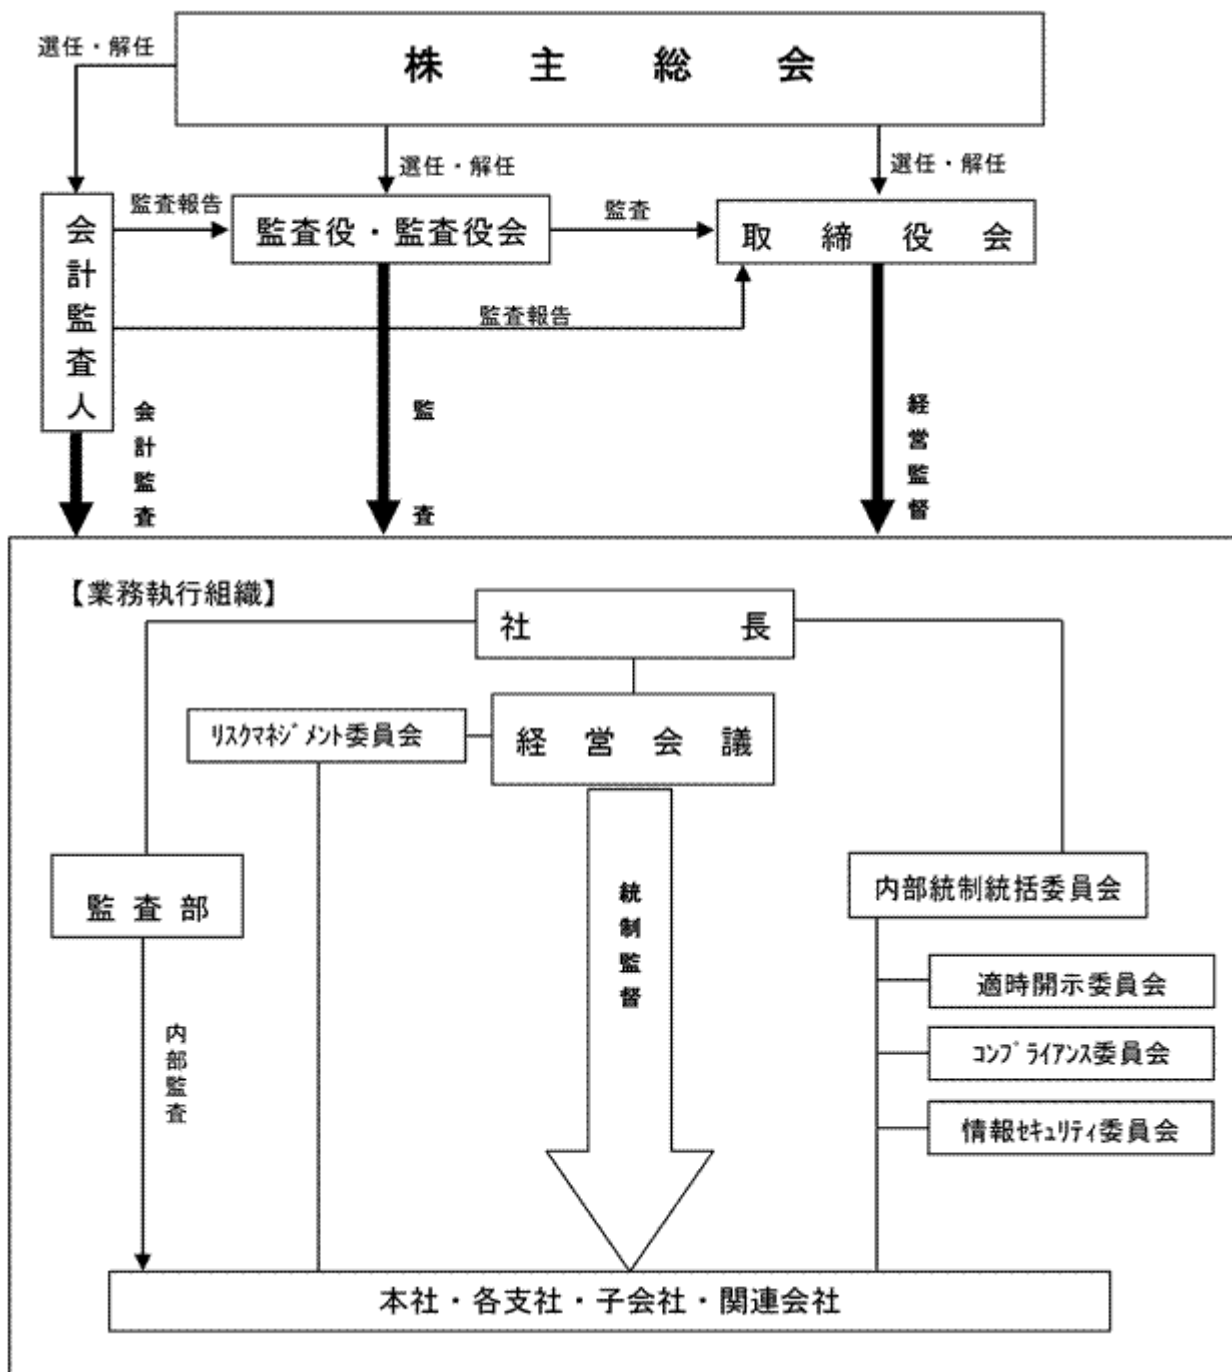 選任・解任
株主総会
選任・解任
選任・解任
監査報告
監査役・監査役会
監査
取締役会
会計監査人
監査報告
会計監査
監査
経営監督
【業務執行組織】
社長
ﾘｽｸﾏﾈｼﾞﾒﾝﾄ委員会
経営会議
監査部
統制監督
内部統制統括委員会
適時開示委員会
内部監査
ｺﾝﾌﾟﾗｲｱﾝｽ委員会
情報ｾｷｭﾘﾃｨ委員会
本社・各支社・子会社・関連会社